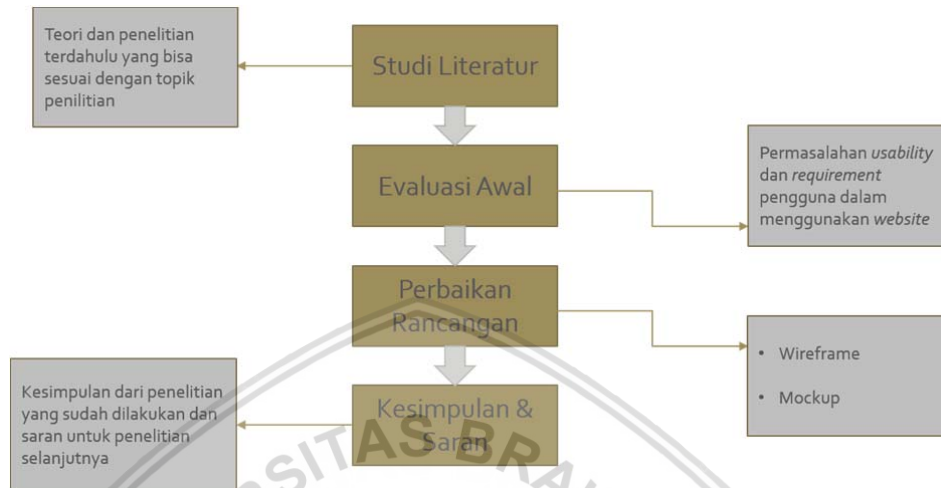 Teori dan penelitian
terdahulu yang bisa
sesuai dengan topik
penilitian
Studi Literatur
Evaluasi Awal
Permasalahan usability
dan requirement
pengguna dalam
menggunakan website
Perbaikan
Rancangan
• Wireframe
• Mockup
Kesimpulan dari penelitian
yang sudah dilakukan dan
saran untuk penelitian
selanjutnya
Kesimpulan &
Saran
SITAS BRA